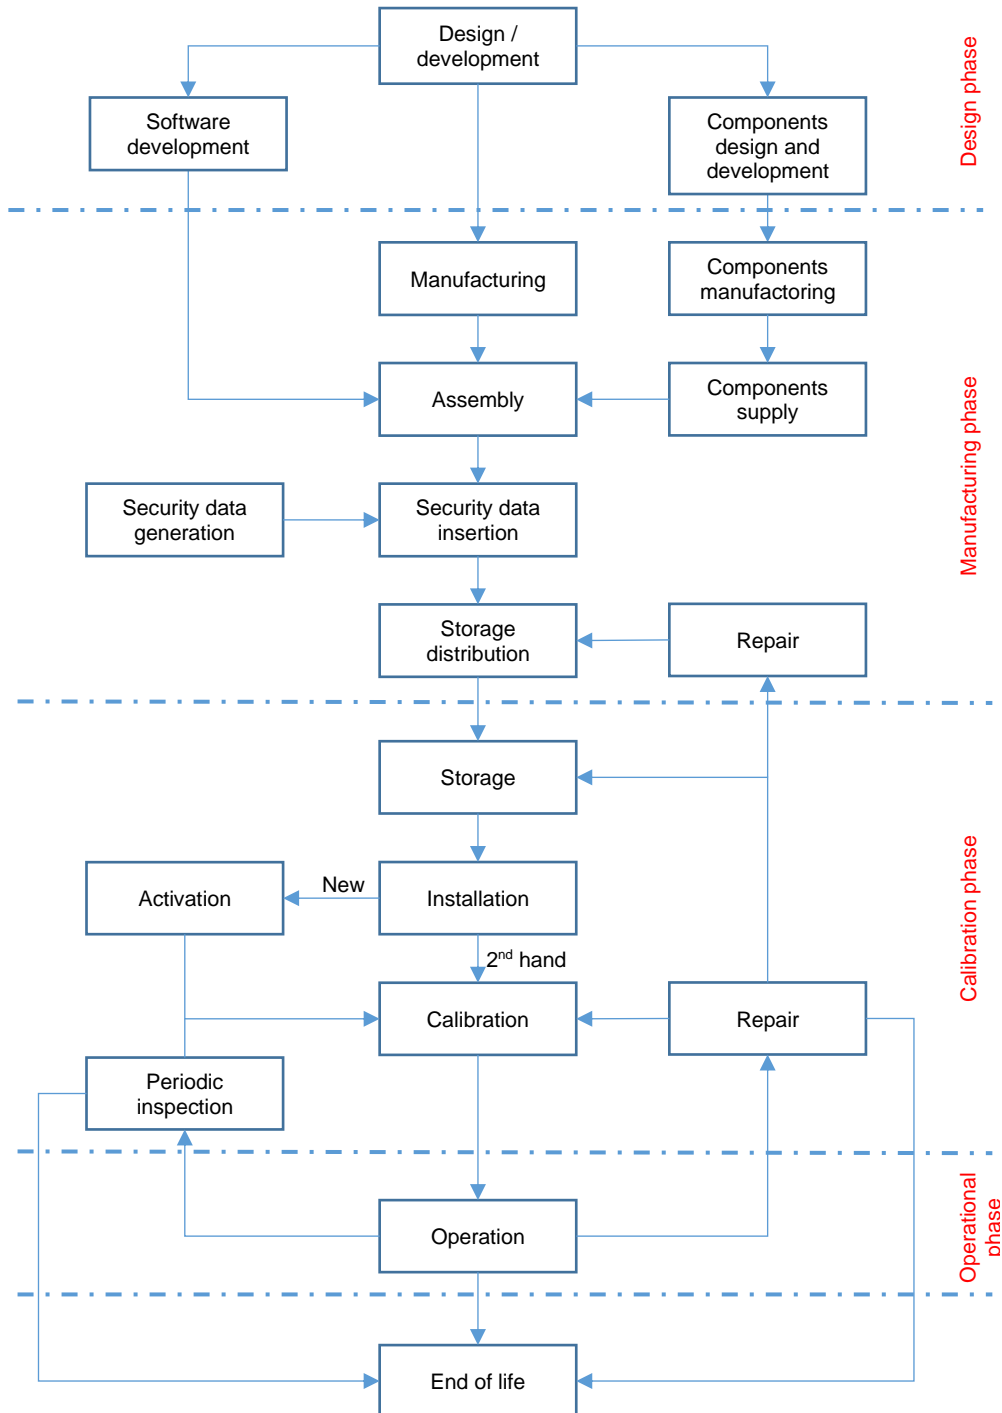 Design /
development
Design phase
Software
development
Components
design and
development
Manufacturing
Components
manufactoring
Manufacturing phase
Assembly
Components
supply
Security data
generation
Security data
insertion
Storage
distribution
Repair
Storage
Calibration phase
Activation
New
Installation
2nd hand
Calibration
Repair
Periodic
inspection
Operation
Operational
phase
End of life